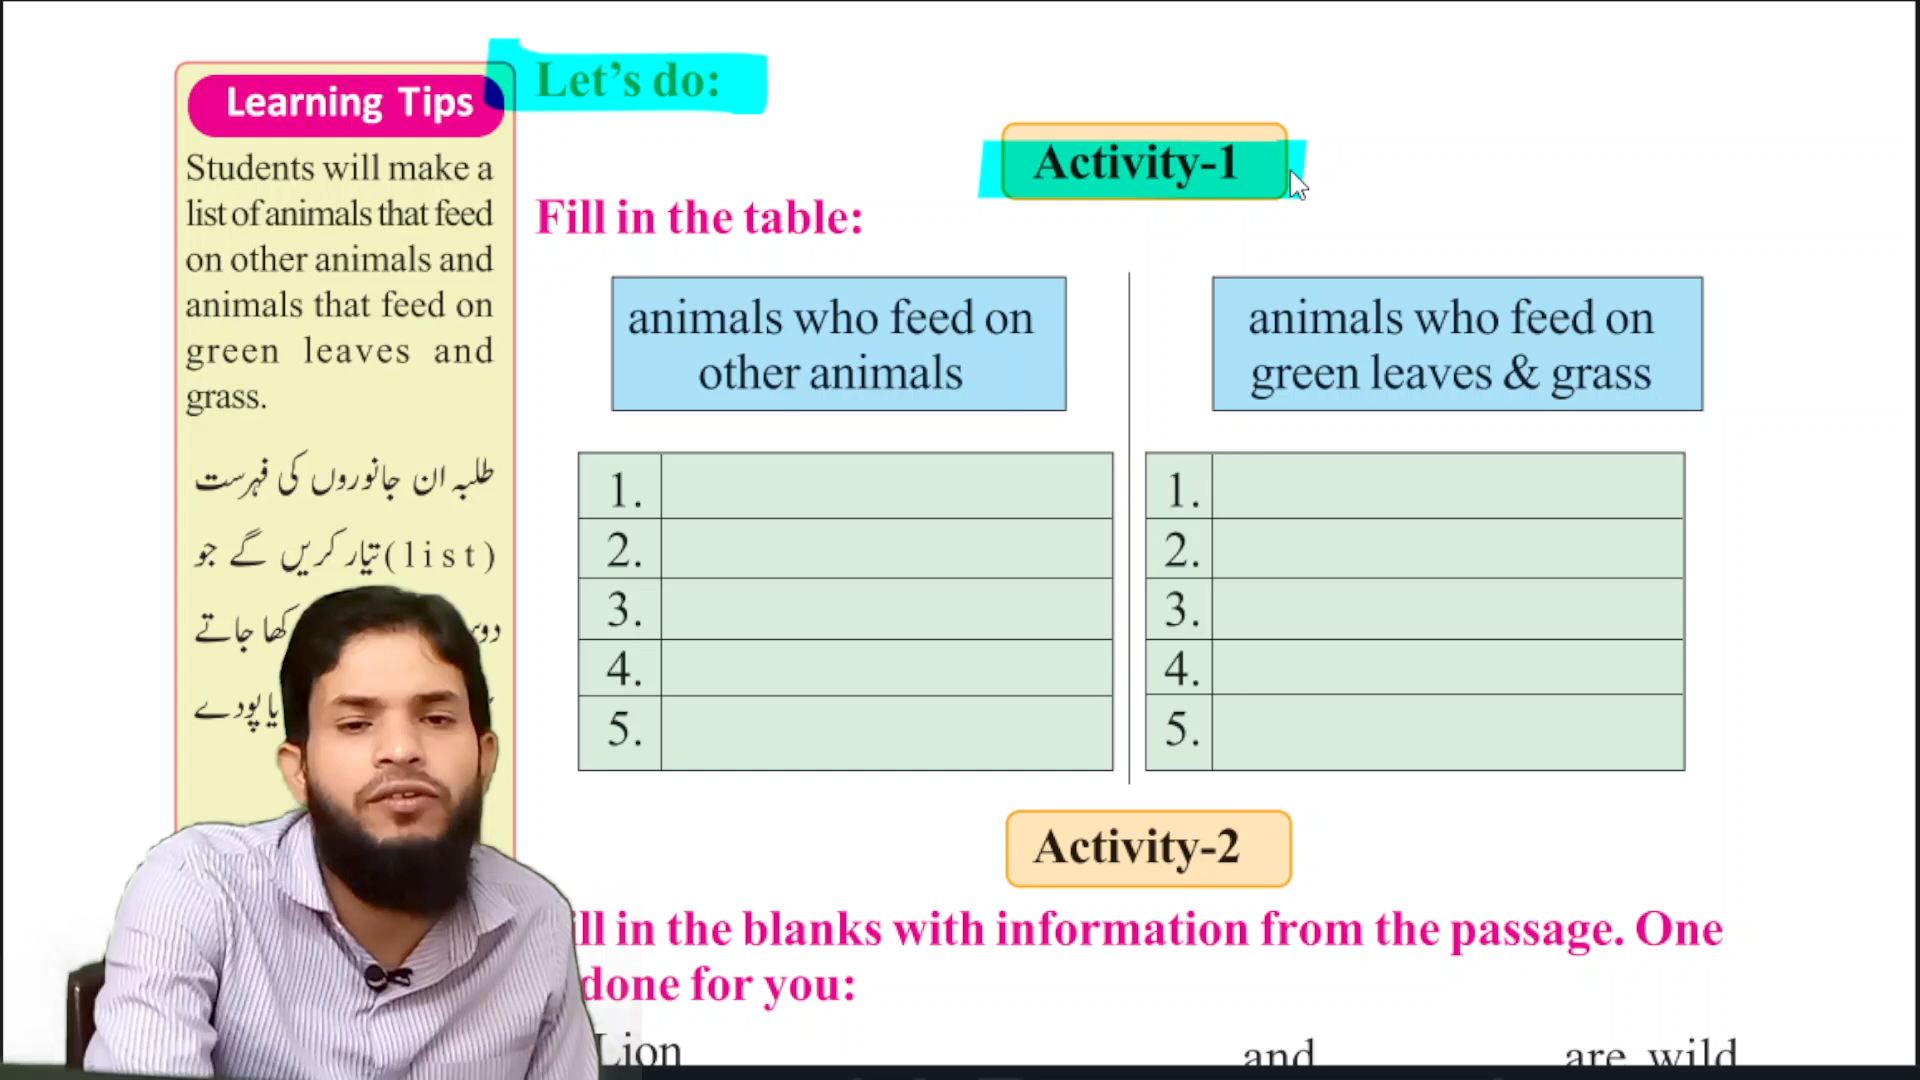 Learning Tips
Students will make a
list of animals that feed
on other animals and
animals that feed on
green leaves and
grass.
طلبہ ان جانوروں کی فہرست
(list) تیار کریں گے جو
کھا جاتے
یا پودے
Let's do:
Activity-1
Fill in the table:
animals who feed on
other animals
1.
2.
3.
4.
5.
animals who feed on
green leaves & grass
1.
2.
3.
4.
5.
Activity-2
ill in the blanks with information from the passage. One
done for you:
Lion and are wild